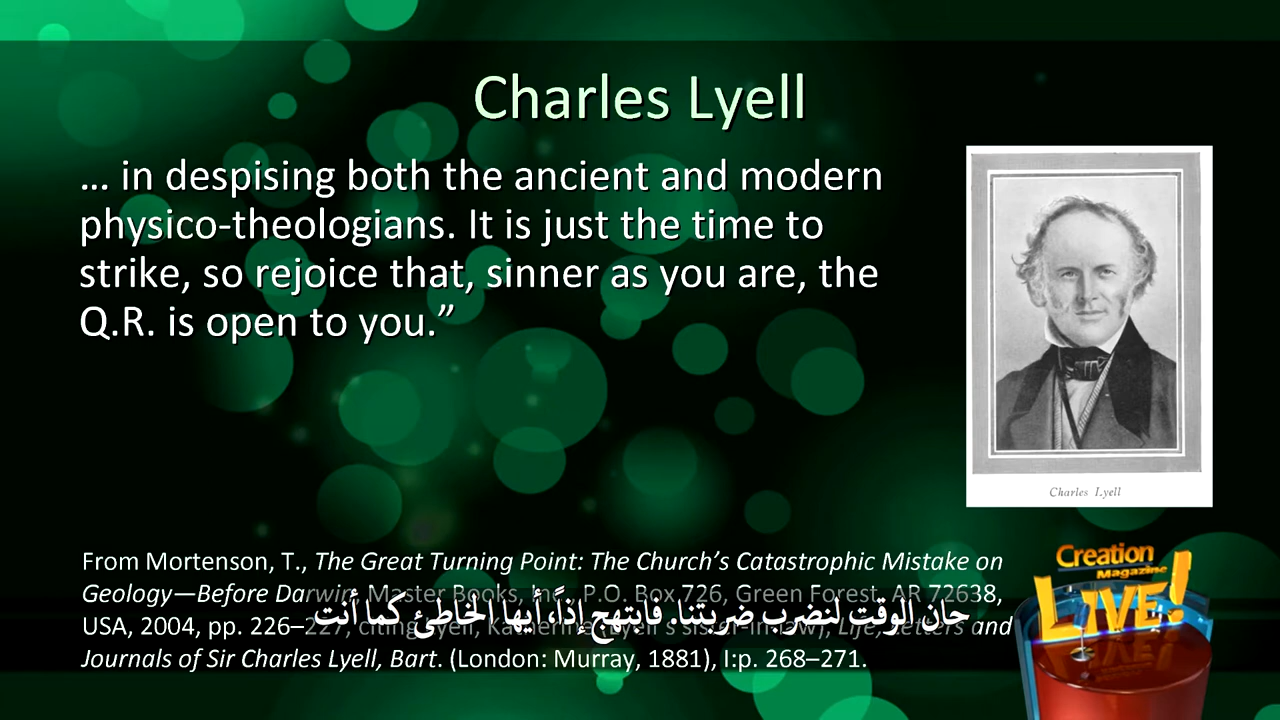 Charles Lyell
… in despising both the ancient and modern
physico-theologians. It is just the time to
strike, so rejoice that, sinner as you are, the
Q.R. is open to you.”
Charles Lyell
From Mortenson, T., The Great Turning Point: The Church’s Catastrophic Mistake on
Geology—Before Darwin, Master Books, Inc., P.O. Box 726, Green Forest, AR 72638,
حان الوقت لنضرب ضربتنا. فابتهج إذاً، أيها الخاطئ كما أنت
USA, 2004, pp. 226–227, citing Lyell, Katherine (Lyell’s sister-in-law), Life, Letters and
Journals of Sir Charles Lyell, Bart. (London: Murray, 1881), I:p. 268–271.
Creation
Magazine
LIVE!